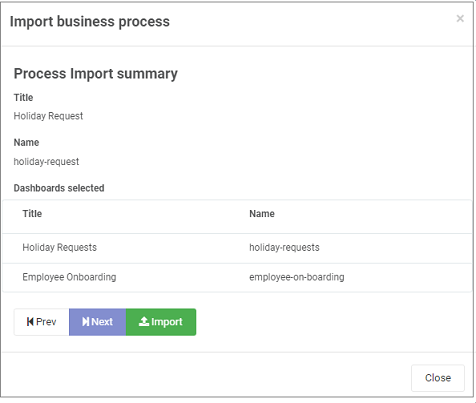 Import business process ×
Process Import summary
Title
Holiday Request
Name
holiday-request
Dashboards selected
Title Name
Holiday Requests holiday-requests
Employee Onboarding employee-on-boarding
Prev Next Import
Close